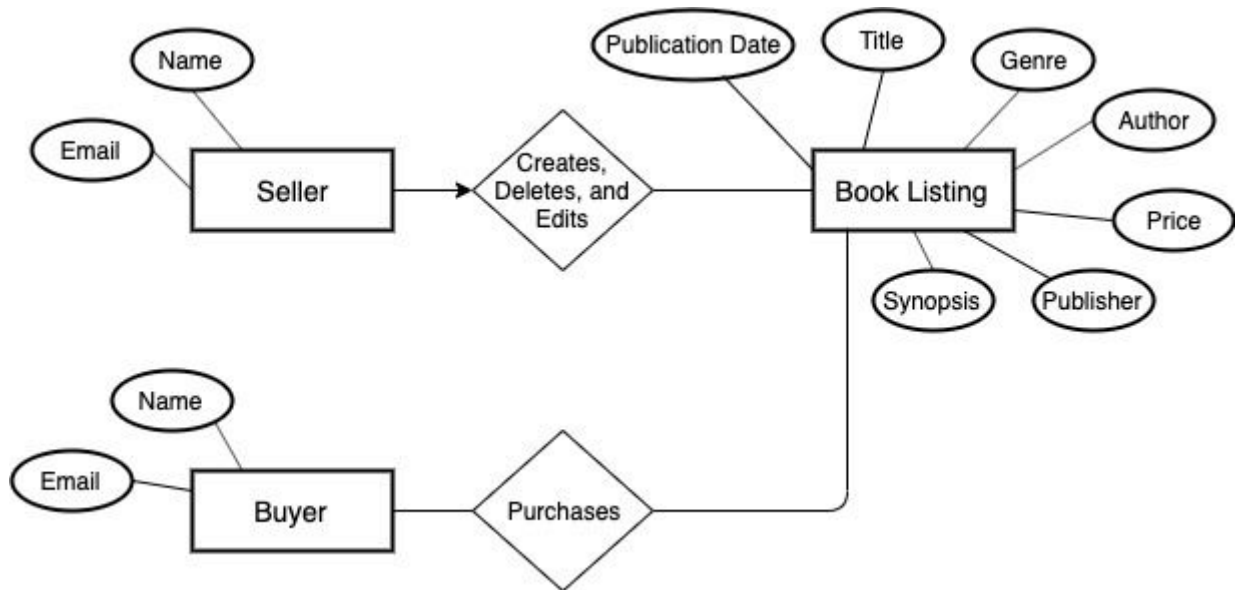 Publication Date
Title
Genre
Name
Author
Email
Seller
Creates,
Deletes, and
Edits
Book Listing
Price
Synopsis
Publisher
Name
Email
Buyer
Purchases